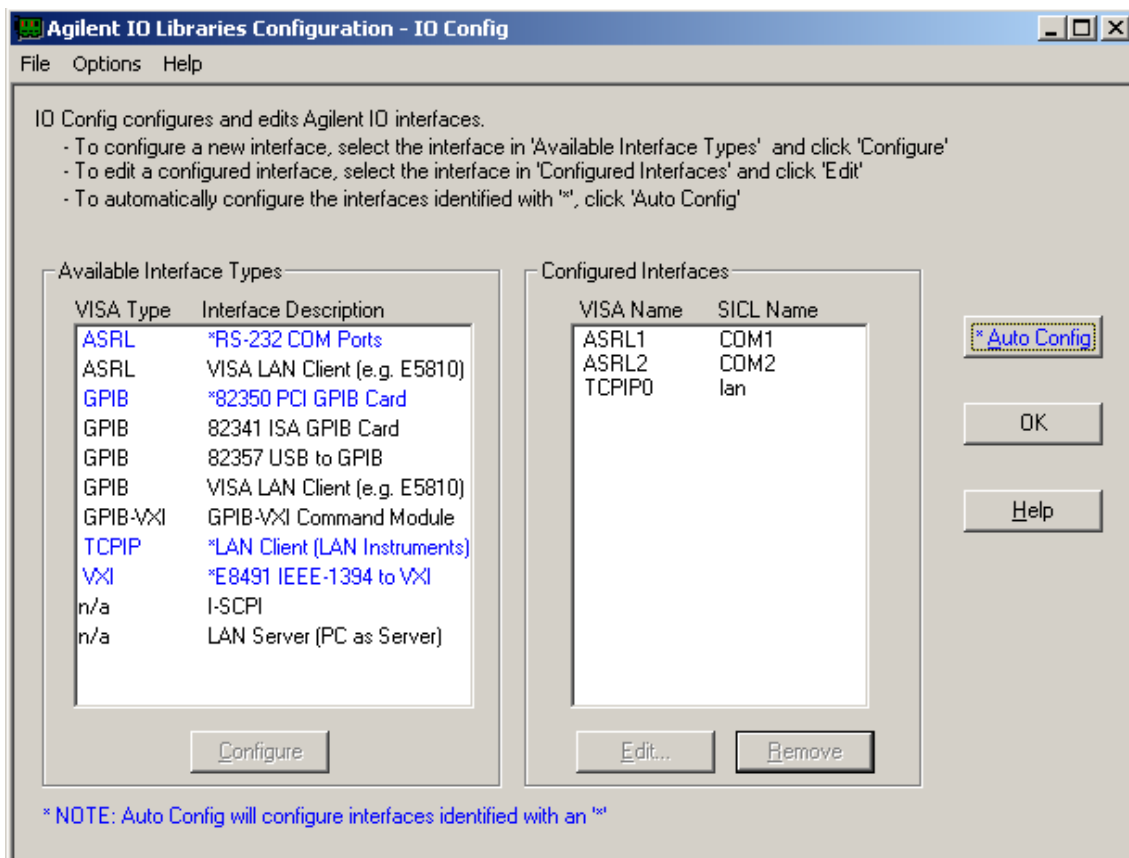 Agilent IO Libraries Configuration - IO Config
File Options Help
IO Config configures and edits Agilent IO interfaces.
- To configure a new interface, select the interface in 'Available Interface Types' and click 'Configure'
- To edit a configured interface, select the interface in 'Configured Interfaces' and click 'Edit'
- To automatically configure the interfaces identified with '*', click 'Auto Config'
Available Interface Types
VISA Type Interface Description
ASRL *RS-232 COM Ports
ASRL VISA LAN Client (e.g. E5810)
GPIB *82350 PCI GPIB Card
GPIB 82341 ISA GPIB Card
GPIB 82357 USB to GPIB
GPIB VISA LAN Client (e.g. E5810)
GPIB-VXI GPIB-VXI Command Module
TCPIP *LAN Client (LAN Instruments)
VXI *E8491 IEEE-1394 to VXI
n/a I-SCPI
n/a LAN Server (PC as Server)
Configure
Configured Interfaces
VISA Name SICL Name
ASRL1 COM1
ASRL2 COM2
TCPIP0 lan
Edit... Remove
* Auto Config
OK
Help
* NOTE: Auto Config will configure interfaces identified with an '*'